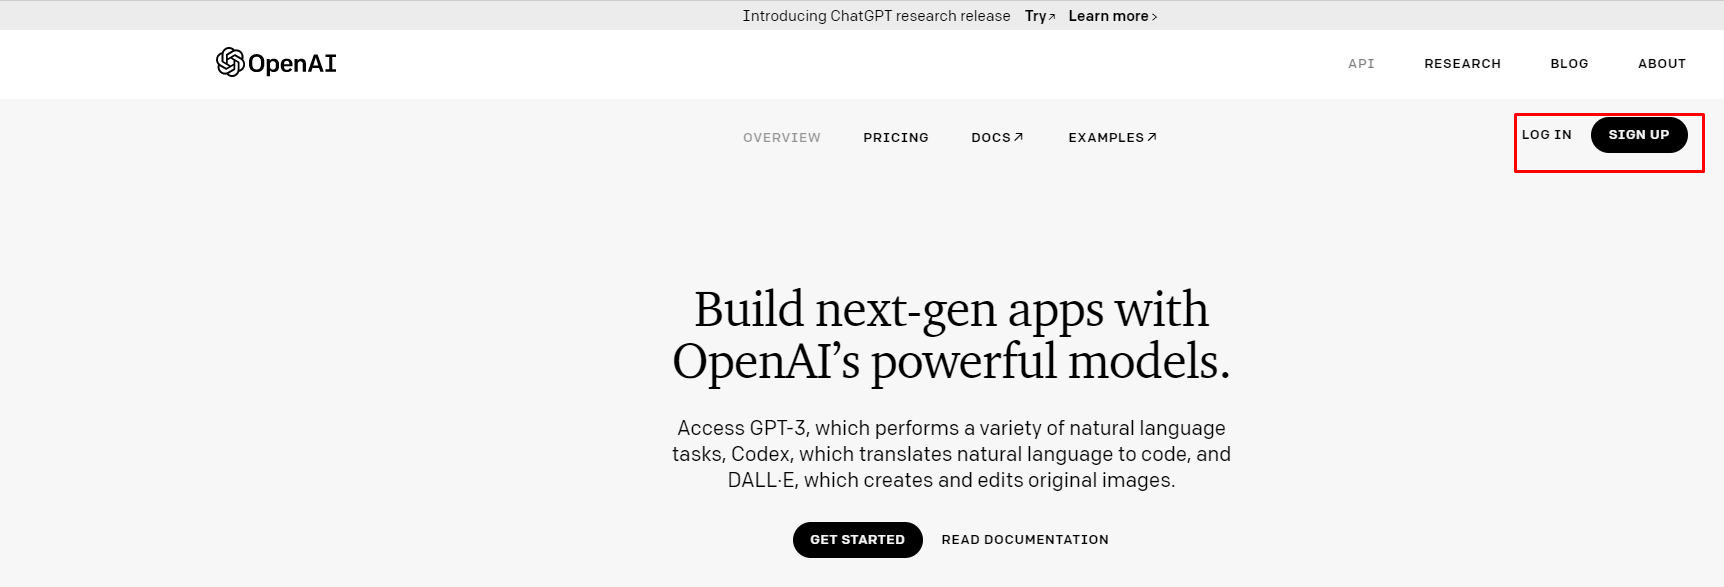 Introducing ChatGPT research release Try↗ Learn more ›
OpenAI
API RESEARCH BLOG ABOUT
OVERVIEW PRICING DOCS↗ EXAMPLES↗
LOG IN SIGN UP
Build next-gen apps with
OpenAI’s powerful models.
Access GPT-3, which performs a variety of natural language
tasks, Codex, which translates natural language to code, and
DALL·E, which creates and edits original images.
GET STARTED READ DOCUMENTATION